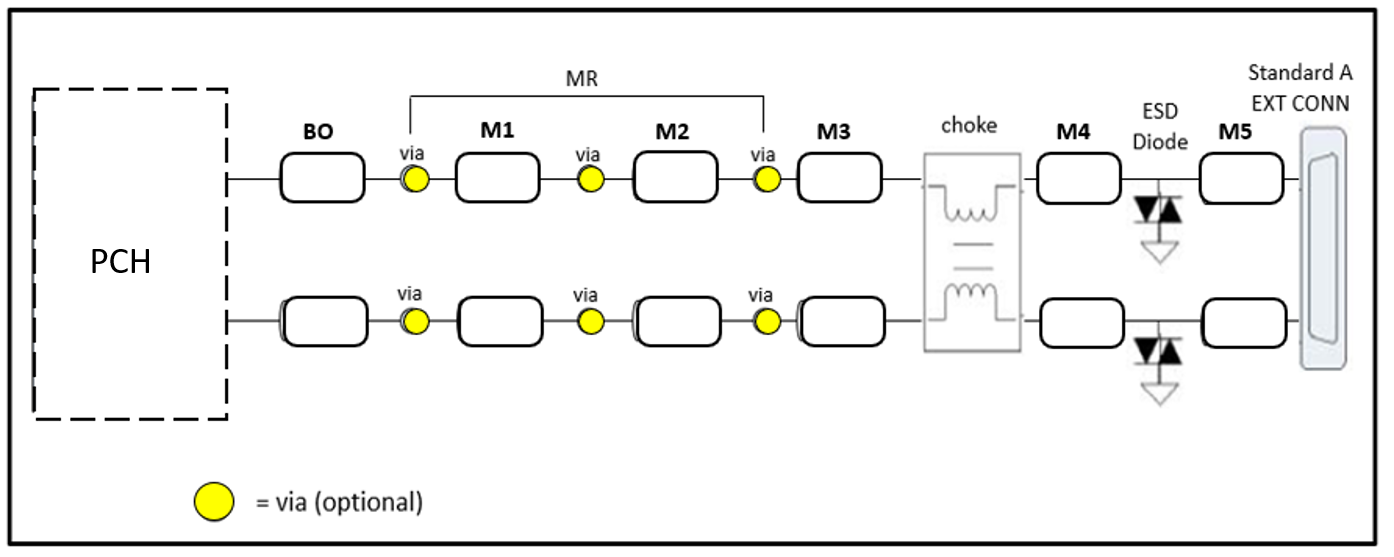 Standard A
EXT CONN
MR
BO
M1
M2
M3
choke
M4
ESD
Diode
M5
via
via
via
PCH
via
via
via
= via (optional)